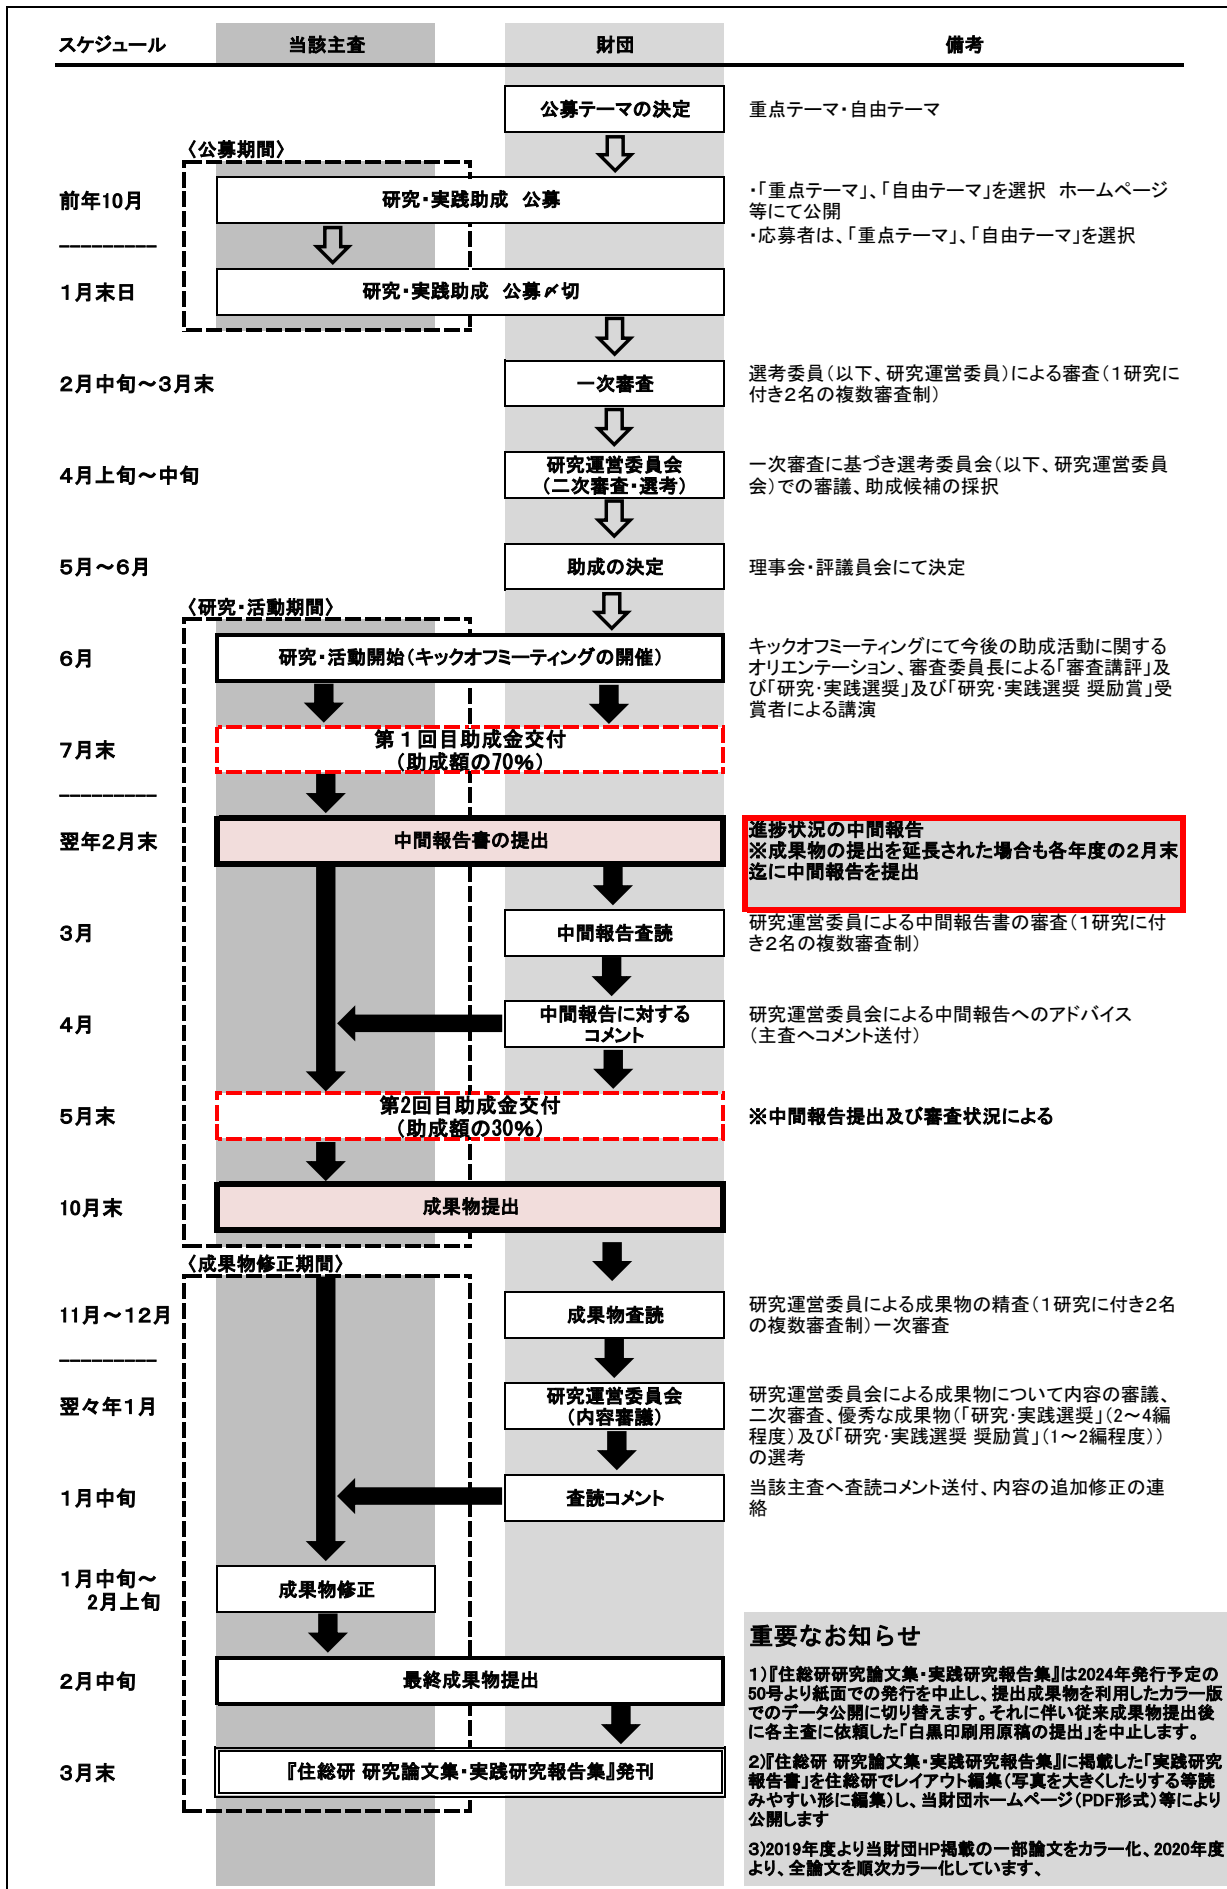 スケジュール 当該主査 財団 備考
公募テーマの決定 重点テーマ・自由テーマ
〈公募期間〉
前年10月 研究・実践助成 公募 ・「重点テーマ」、「自由テーマ」を選択 ホームページ
等にて公開
・応募者は、「重点テーマ」、「自由テーマ」を選択
----------
1月末日 研究・実践助成 公募〆切
2月中旬～3月末 一次審査 選考委員(以下、研究運営委員)による審査(1研究に
付き2名の複数審査制)
4月上旬～中旬 研究運営委員会
(二次審査・選考)
一次審査に基づき選考委員会(以下、研究運営委員
会)での審議、助成候補の採択
5月～6月 助成の決定 理事会・評議員会にて決定
〈研究・活動期間〉
6月 研究・活動開始(キックオフミーティングの開催)
キックオフミーティングにて今後の助成活動に関する
オリエンテーション、審査委員長による「審査講評」及
び「研究・実践選奨」及び「研究・実践選奨 奨励賞」受
賞者による講演
7月末 第1回目助成金交付
(助成額の70%)
----------
翌年2月末 中間報告書の提出
進捗状況の中間報告
※成果物の提出を延長された場合も各年度の2月末
迄に中間報告を提出
3月 中間報告査読
研究運営委員による中間報告書の審査(1研究に付
き2名の複数審査制)
4月 中間報告に対する
コメント
研究運営委員会による中間報告へのアドバイス
(主査へコメント送付)
5月末 第2回目助成金交付
(助成額の30%)
※中間報告提出及び審査状況による
10月末 成果物提出
〈成果物修正期間〉
11月～12月 成果物査読
研究運営委員による成果物の精査(1研究に付き2名
の複数審査制)一次審査
----------
翌々年1月 研究運営委員会
(内容審議)
研究運営委員会による成果物について内容の審議、
二次審査、優秀な成果物(「研究・実践選奨」(2～4編
程度)及び「研究・実践選奨 奨励賞」(1～2編程度))
の選考
1月中旬 査読コメント
当該主査へ査読コメント送付、内容の追加修正の連
絡
1月中旬～
2月上旬
成果物修正
2月中旬 最終成果物提出
3月末 『住総研 研究論文集・実践研究報告集』発刊
重要なお知らせ
1)『住総研研究論文集・実践研究報告集』は2024年発行予定の
50号より紙面での発行を中止し、提出成果物を利用したカラー版
でのデータ公開に切り替えます。それに伴い従来成果物提出後
に各主査に依頼した「白黒印刷用原稿の提出」を中止します。
2)『住総研 研究論文集・実践研究報告集』に掲載した「実践研究
報告書」を住総研でレイアウト編集(写真を大きくしたりする等読
みやすい形に編集)し、当財団ホームページ(PDF形式)等により
公開します
3)2019年度より当財団HP掲載の一部論文をカラー化、2020年度
より、全論文を順次カラー化しています、